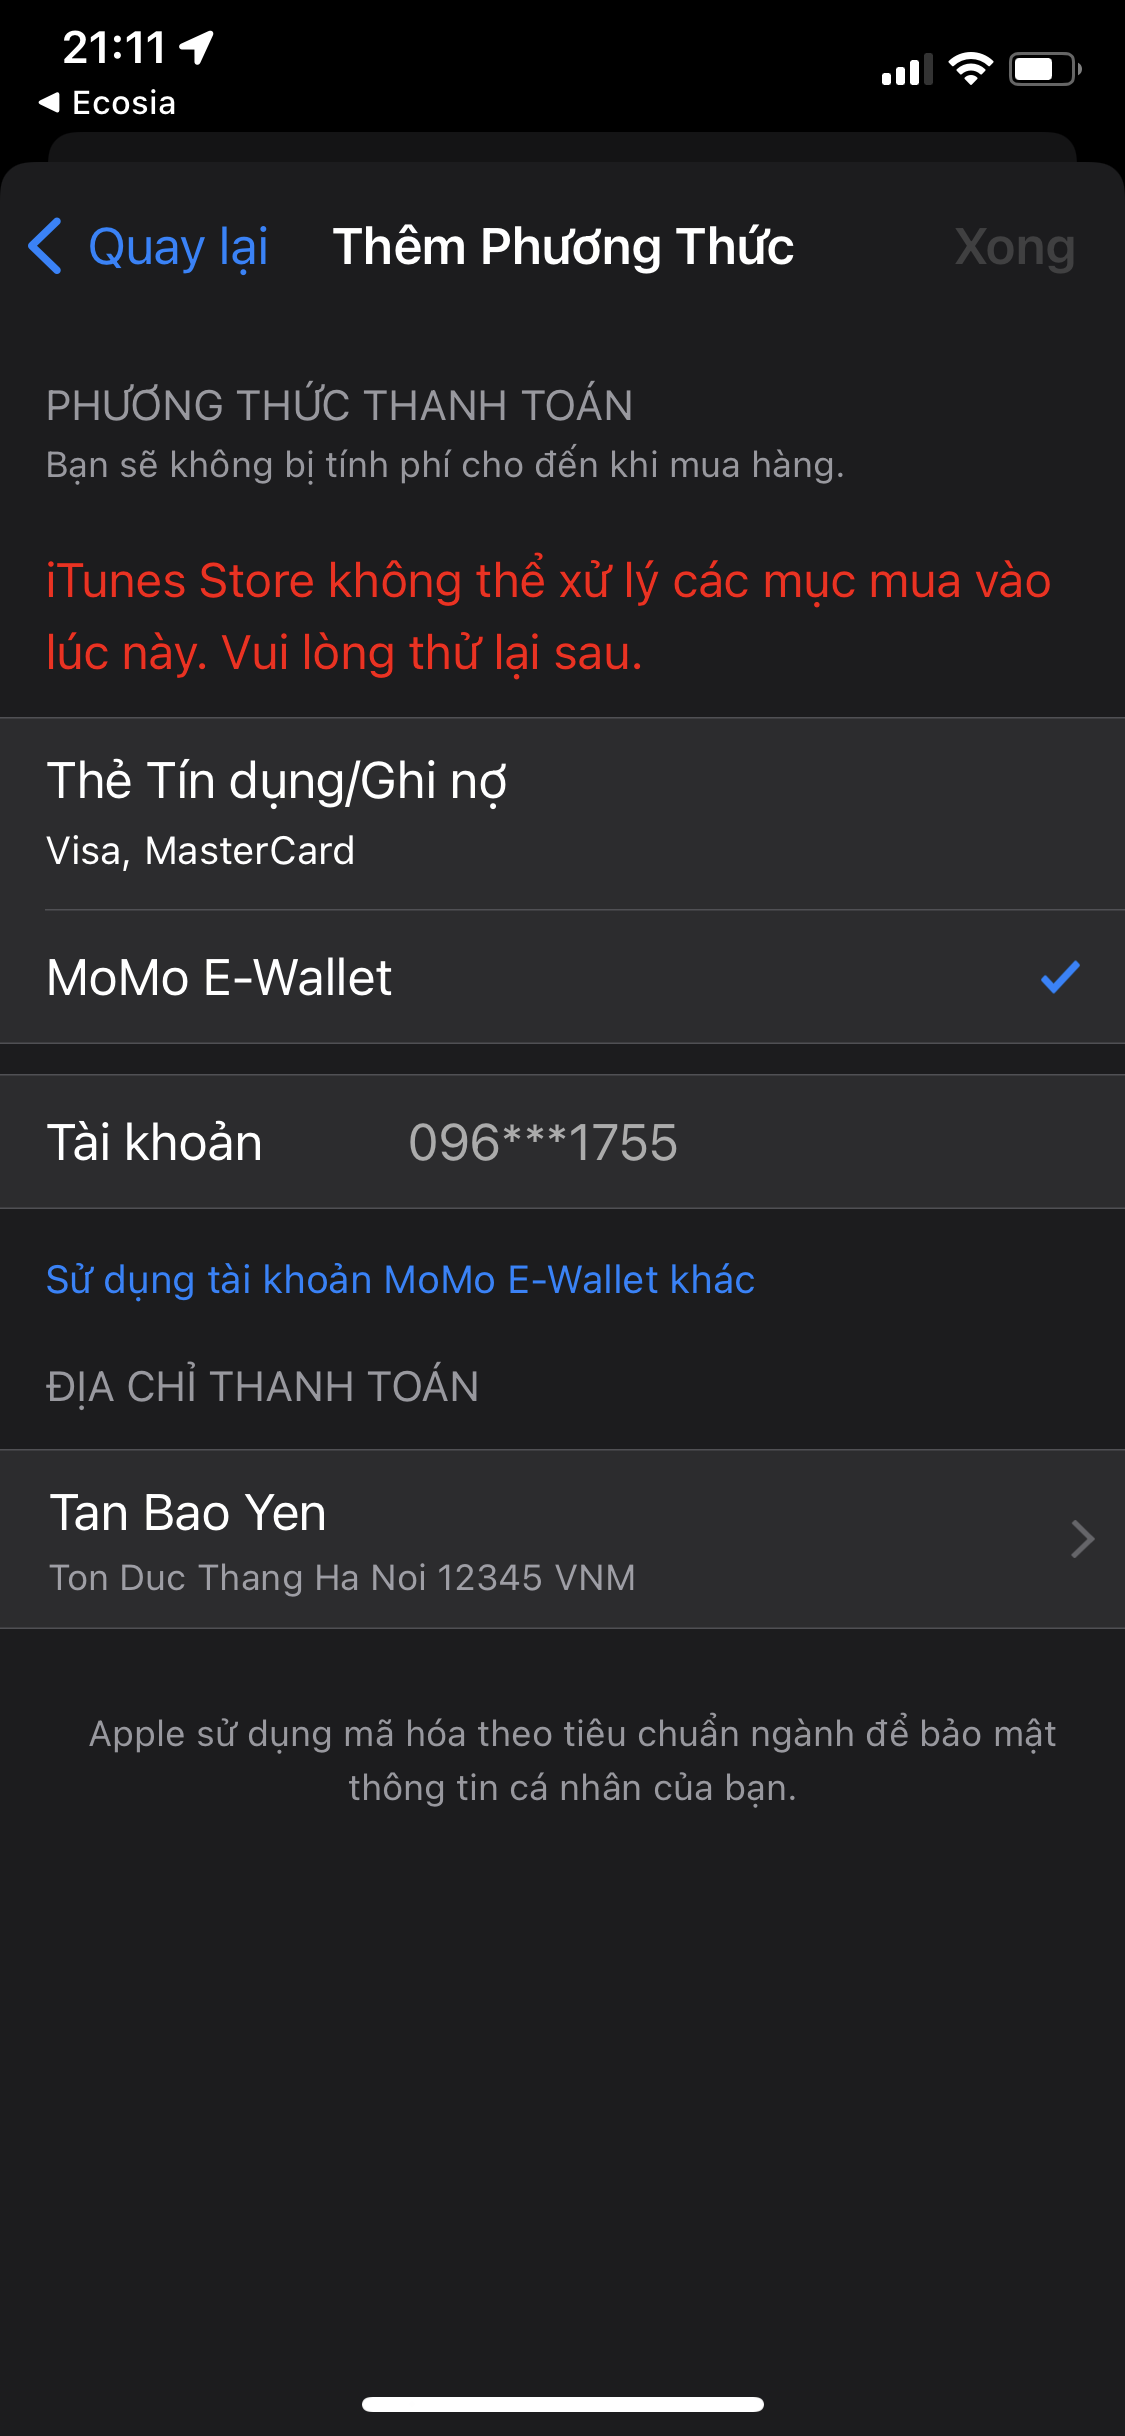 21:11
Ecosia
Quay lại
Thêm Phương Thức
Xong
PHƯƠNG THỨC THANH TOÁN
Bạn sẽ không bị tính phí cho đến khi mua hàng.
iTunes Store không thể xử lý các mục mua vào
lúc này. Vui lòng thử lại sau.
Thẻ Tín dụng/Ghi nợ
Visa, MasterCard
MoMo E-Wallet
Tài khoản 096***1755
Sử dụng tài khoản MoMo E-Wallet khác
ĐỊA CHỈ THANH TOÁN
Tan Bao Yen
Ton Duc Thang Ha Noi 12345 VNM
Apple sử dụng mã hóa theo tiêu chuẩn ngành để bảo mật
thông tin cá nhân của bạn.